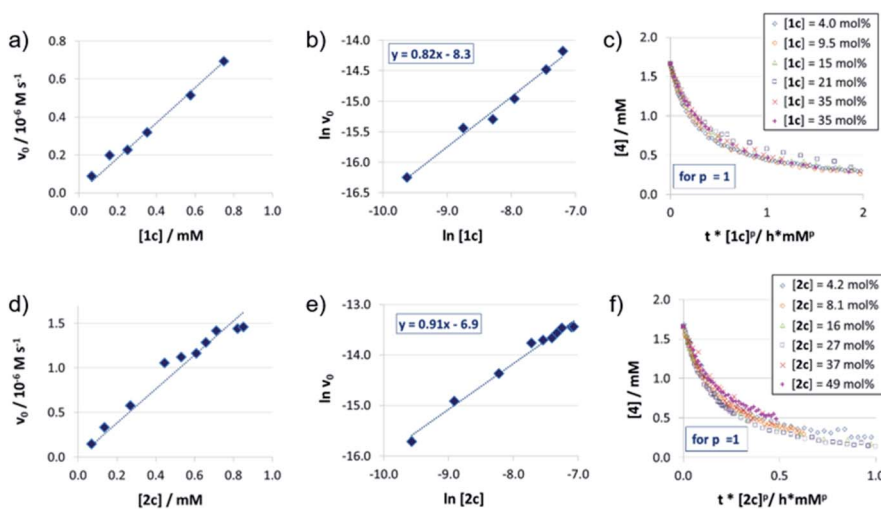 a)
v₀ / 10⁻⁶ M s⁻¹
0.8
0.6
0.4
0.2
0.0
0.0 0.2 0.4 0.6 0.8 1.0
[1c] / mM
b)
ln v₀
y = 0.82x - 8.3
-14.0
-14.5
-15.0
-15.5
-16.0
-16.5
-10.0 -9.0 -8.0 -7.0
ln [1c]
c)
[4] / mM
2.0
1.5
1.0
0.5
0.0
0 1 2
[1c] = 4.0 mol%
[1c] = 9.5 mol%
[1c] = 15 mol%
[1c] = 21 mol%
[1c] = 35 mol%
[1c] = 35 mol%
for p = 1
t * [1c]ᵖ/ h*mMᵖ
d)
v₀ / 10⁻⁶ M s⁻¹
1.5
1.0
0.5
0.0
0.0 0.2 0.4 0.6 0.8 1.0
[2c] / mM
e)
ln v₀
y = 0.91x - 6.9
-13.0
-14.0
-15.0
-16.0
-10.0 -9.0 -8.0 -7.0
ln [2c]
f)
[4] / mM
2.0
1.5
1.0
0.5
0.0
0.0 0.5 1.0
[2c] = 4.2 mol%
[2c] = 8.1 mol%
[2c] = 16 mol%
[2c] = 27 mol%
[2c] = 37 mol%
[2c] = 49 mol%
for p =1
t * [2c]ᵖ/ h*mMᵖ